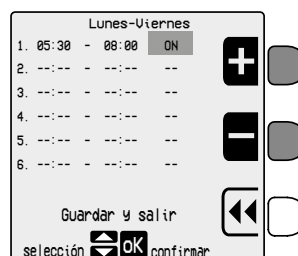 Lunes-Viernes
1. 05:30 - 08:00 ON
2. --:-- - --:-- --
3. --:-- - --:-- --
4. --:-- - --:-- --
5. --:-- - --:-- --
6. --:-- - --:-- --
Guardar y salir
selección OK confirmar